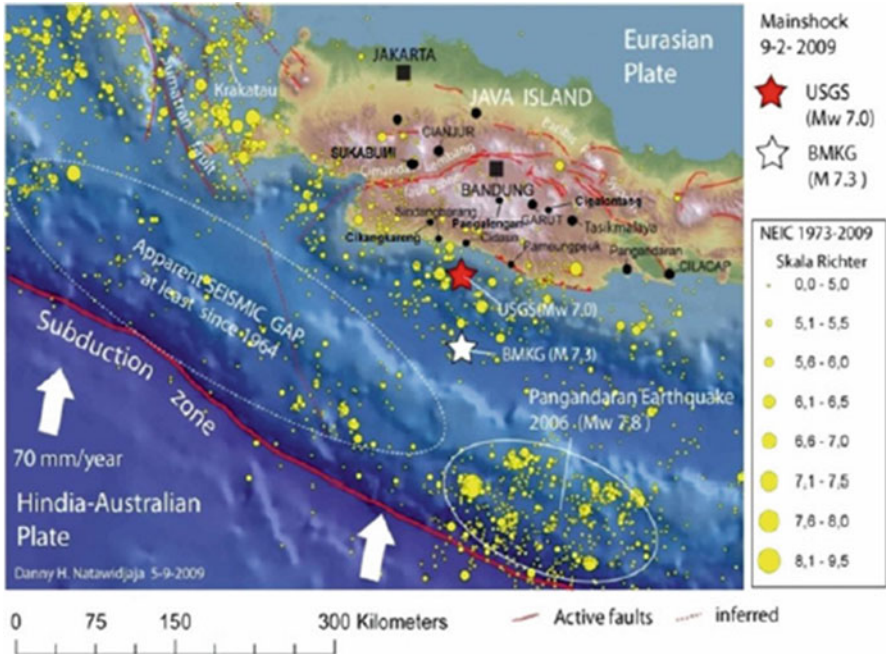 JAKARTA
Eurasian
Plate
Krakatau
Sumatran
Fault
JAVA ISLAND
CIANJUR
SUKABUMI
BANDUNG
Cigalontang
Sindangbarang
Pangalengan
GARUT
Tasikmalaya
Cikangkareng
Cidaun
Pameungpeuk
Pangandaran
CILACAP
Apparent SEISMIC GAP
at least since 1964
USGS(Mw 7.0)
BMKG (M 7,3)
Subduction
zone
Pangandaran Earthquake
2006 (Mw 7.8)
70 mm/year
Hindia-Australian
Plate
Danny H. Natawidjaja 5-9-2009
Mainshock
9-2- 2009
USGS
(Mw 7.0)
BMKG
(M 7.3 )
NEIC 1973-2009
Skala Richter
0,0 - 5,0
5,1 - 5,5
5,6 - 6,0
6,1 - 6,5
6,6 - 7,0
7,1 - 7,5
7,6 - 8,0
8,1 - 9,5
0 75 150 300 Kilometers
Active faults
inferred